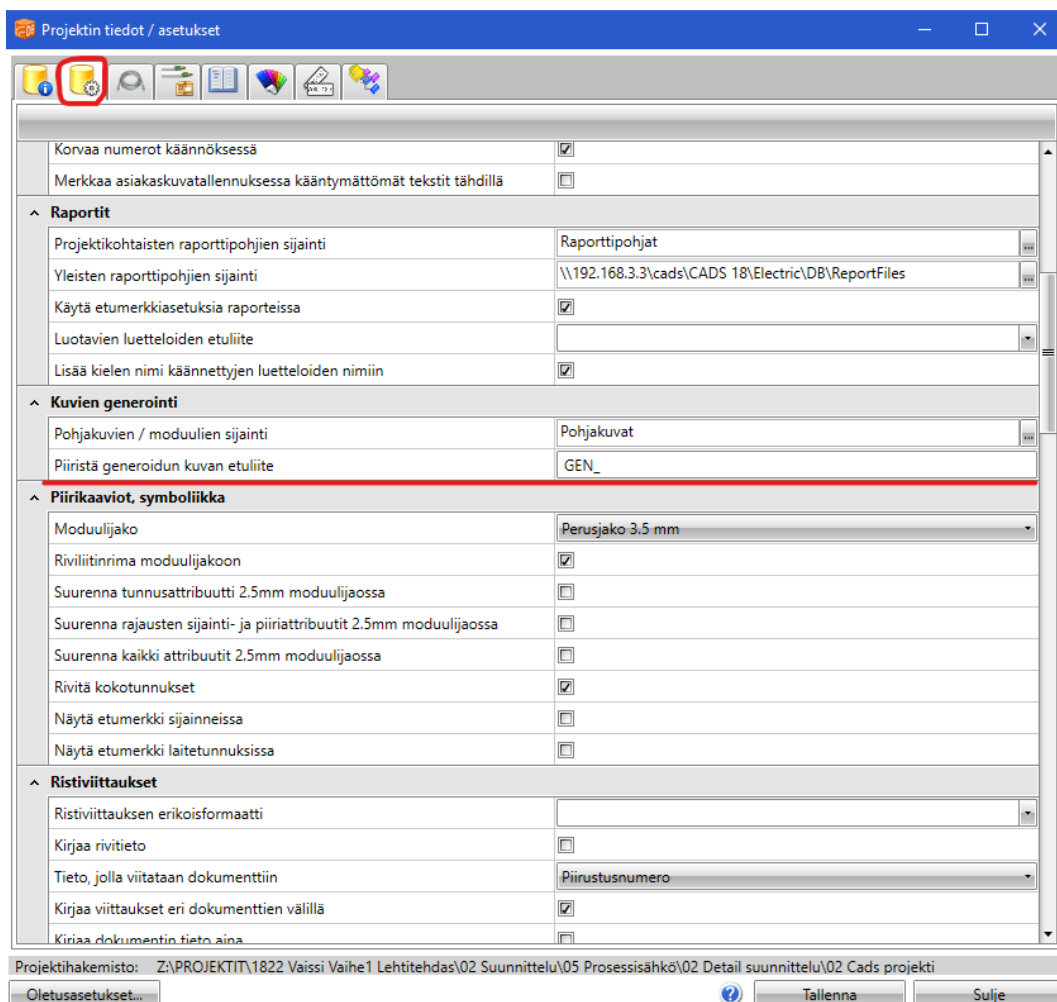 Projektin tiedot / asetukset
Korvaa numerot käännöksessä
Merkkaa asiakaskuvatallennuksessa kääntymättömät tekstit tähdillä
Raportit
Projektikohtaisten raporttipohjien sijainti Raporttipohjat ...
Yleisten raporttipohjien sijainti \\192.168.3.3\cads\CADS 18\Electric\DB\ReportFiles ...
Käytä etumerkkiasetuksia raporteissa
Luotavien luetteloiden etuliite
Lisää kielen nimi käännettyjen luetteloiden nimiin
Kuvien generointi
Pohjakuvien / moduulien sijainti Pohjakuvat ...
Piiristä generoidun kuvan etuliite GEN_
Piirikaaviot, symboliikka
Moduulijako Perusjako 3.5 mm
Riviliitinrima moduulijakoon
Suurenna tunnusattribuutti 2.5mm moduulijaossa
Suurenna rajausten sijainti- ja piiriattribuutit 2.5mm moduulijaossa
Suurenna kaikki attribuutit 2.5mm moduulijaossa
Rivitä kokotunnukset
Näytä etumerkki sijainneissa
Näytä etumerkki laitetunnuksissa
Ristiviittaukset
Ristiviittauksen erikoisformaatti
Kirjaa rivitieto
Tieto, jolla viitataan dokumenttiin Piirustusnumero
Kirjaa viittaukset eri dokumenttien välillä
Kirjaa dokumentin tieto aina
Projektihakemisto: Z:\PROJEKTIT\1822 Vaissi Vaihe1 Lehtitehdas\02 Suunnittelu\05 Prosessisähkö\02 Detail suunnittelu\02 Cads projekti
Oletusasetukset... ? Tallenna Sulje